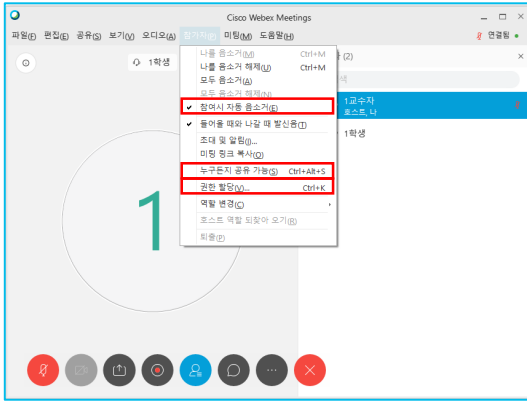 Cisco Webex Meetings
파일(F) 편집(E) 공유(S) 보기(V) 오디오(A) 참가자(P) 미팅(M) 도움말(H)
연결됨
1학생
나를 음소거(M) Ctrl+M
나를 음소거 해제(U) Ctrl+M
모두 음소거(A)
모두 음소거 해제(N)
참여시 자동 음소거(E)
들어올 때와 나갈 때 발신음(T)
초대 및 알림(I)...
미팅 링크 복사(O)
누구든지 공유 가능(S) Ctrl+Alt+S
권한 할당(V)... Ctrl+K
역할 변경(C)
호스트 역할 되찾아 오기(R)
퇴출(P)
(2)
색
1교수자
호스트, 나
1학생
1